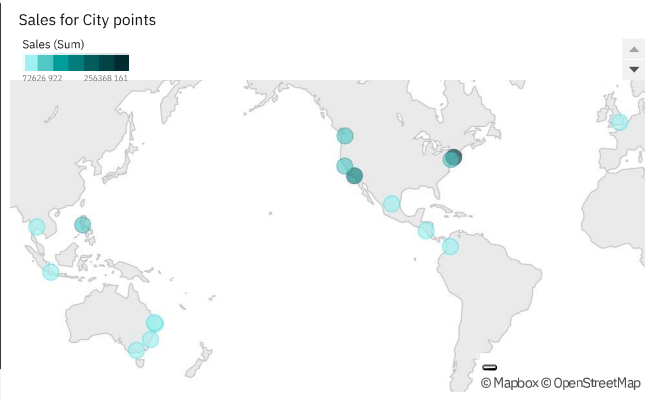 Sales for City points
Sales (Sum)
72626 922 256368 161
© Mapbox © OpenStreetMap